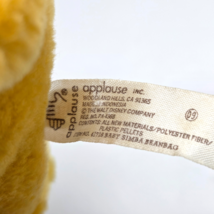 applause
applause INC.
WOODLAND HILLS, CA 91365
MADE IN INDONESIA
© THE WALT DISNEY COMPANY
ALL NEW MATERIALS/POLYESTER FIBER/
PLASTIC PELLETS
BABY SIMBA BEANBAG